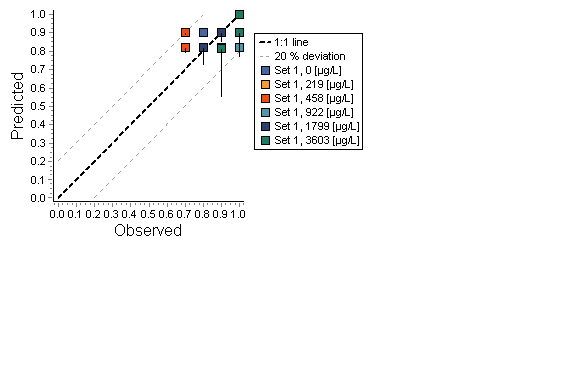 1.0
0.9
0.8
0.7
0.6
0.5
0.4
0.3
0.2
0.1
0.0
Predicted
0.0 0.1 0.2 0.3 0.4 0.5 0.6 0.7 0.8 0.9 1.0
Observed
1:1 line
20 % deviation
Set 1, 0 [µg/L]
Set 1, 219 [µg/L]
Set 1, 458 [µg/L]
Set 1, 922 [µg/L]
Set 1, 1799 [µg/L]
Set 1, 3603 [µg/L]